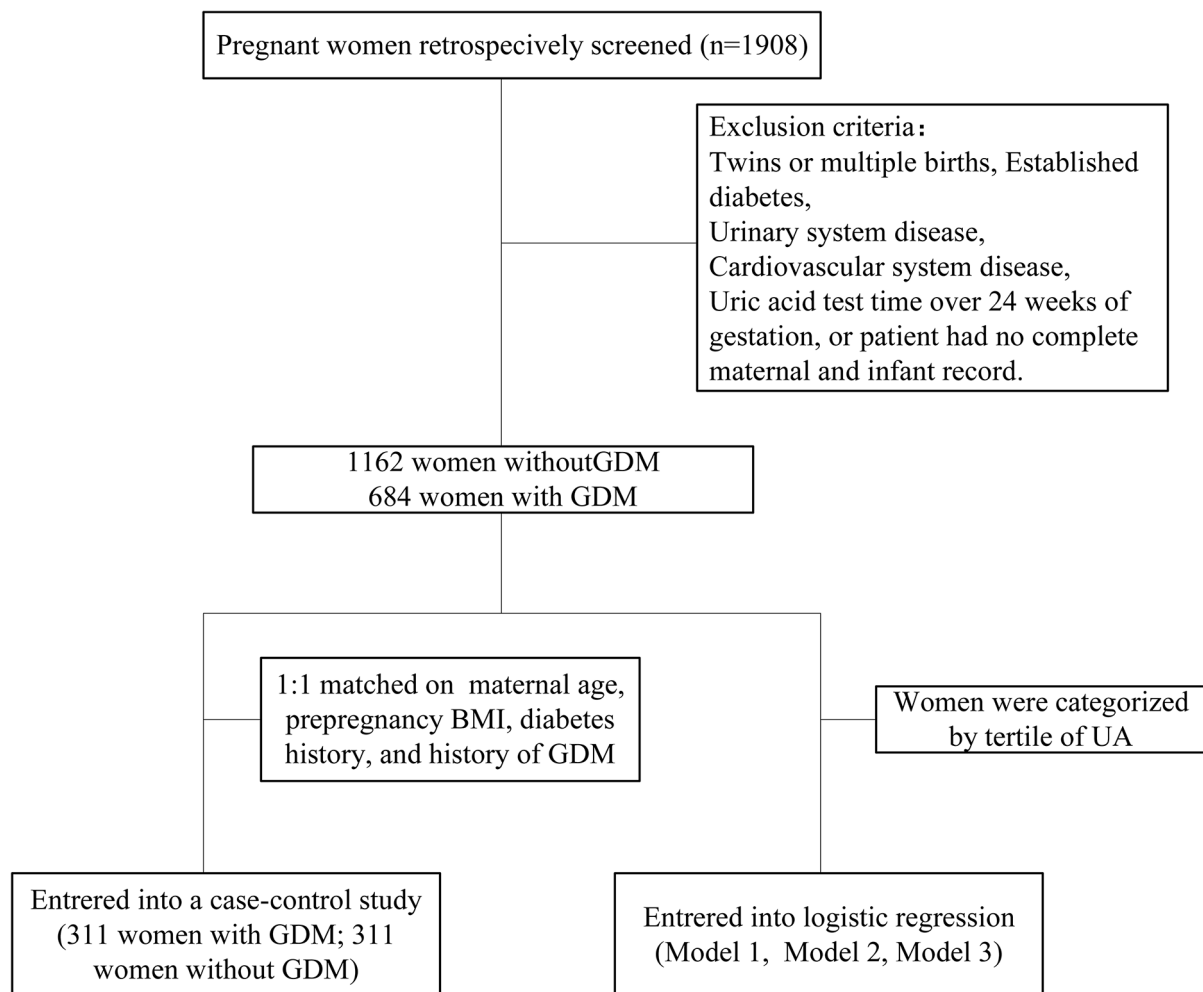 Pregnant women retrospecively screened (n=1908)
Exclusion criteria：
Twins or multiple births, Established
diabetes,
Urinary system disease,
Cardiovascular system disease,
Uric acid test time over 24 weeks of
gestation, or patient had no complete
maternal and infant record.
1162 women withoutGDM
684 women with GDM
1:1 matched on  maternal age,
prepregnancy BMI, diabetes
history, and history of GDM
Women were categorized
by tertile of UA
Entrered into a case-control study
(311 women with GDM; 311
women without GDM)
Entrered into logistic regression
(Model 1,  Model 2, Model 3)